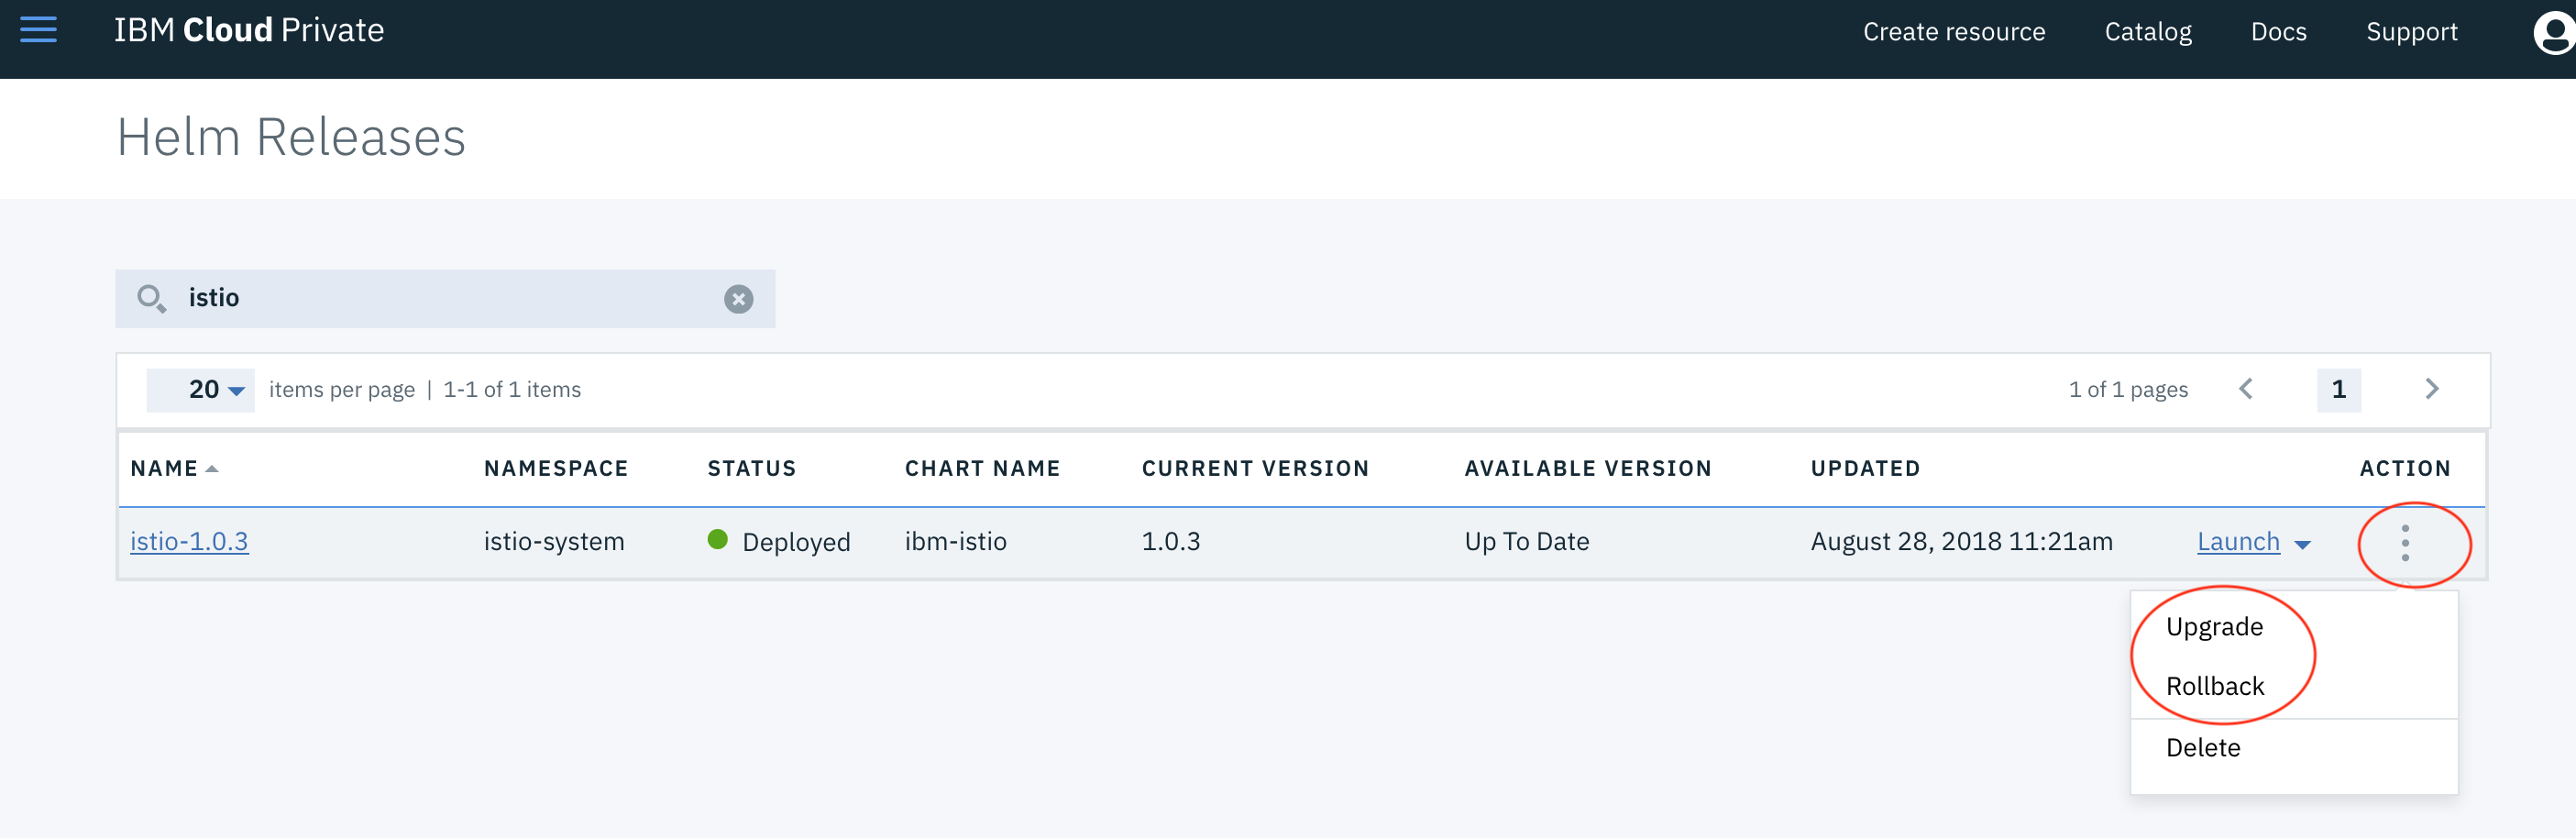 IBM Cloud Private Create resource Catalog Docs Support
Helm Releases
istio
20 items per page | 1-1 of 1 items 1 of 1 pages 1
NAME NAMESPACE STATUS CHART NAME CURRENT VERSION AVAILABLE VERSION UPDATED ACTION
istio-1.0.3 istio-system Deployed ibm-istio 1.0.3 Up To Date August 28, 2018 11:21am Launch
Upgrade
Rollback
Delete